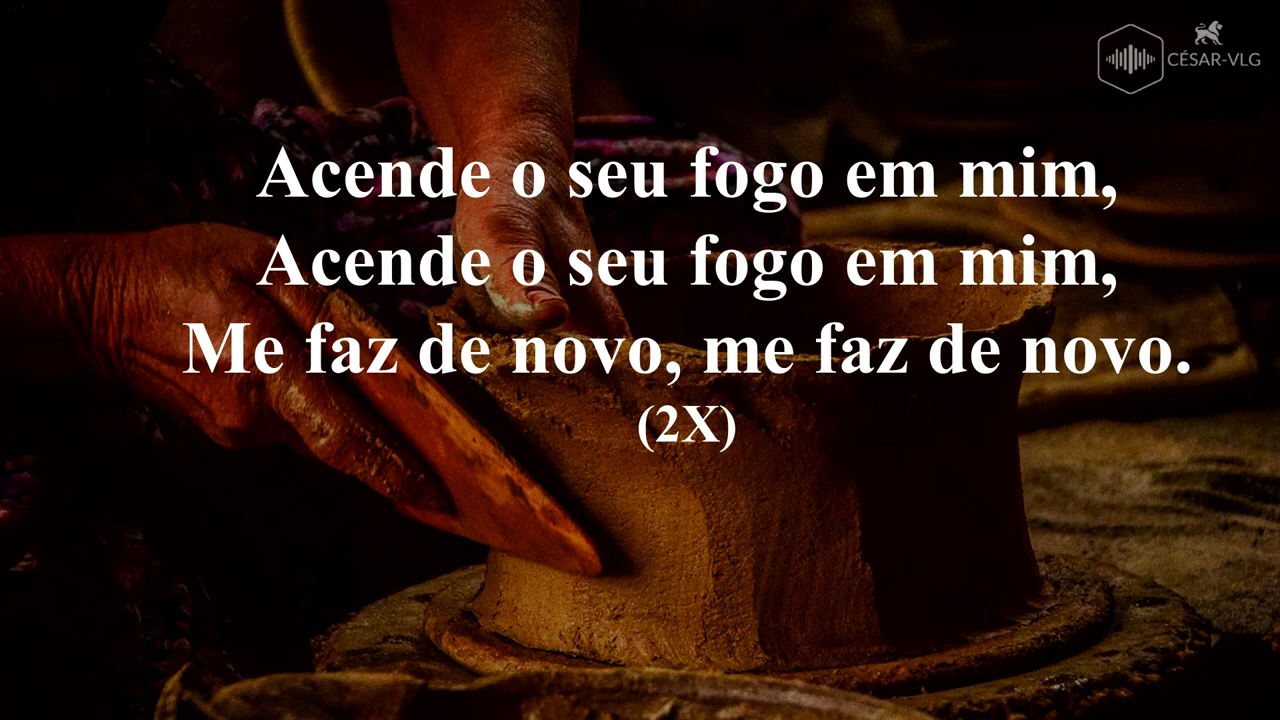 CÉSAR-VLG
Acende o seu fogo em mim,
Acende o seu fogo em mim,
Me faz de novo, me faz de novo.
(2X)